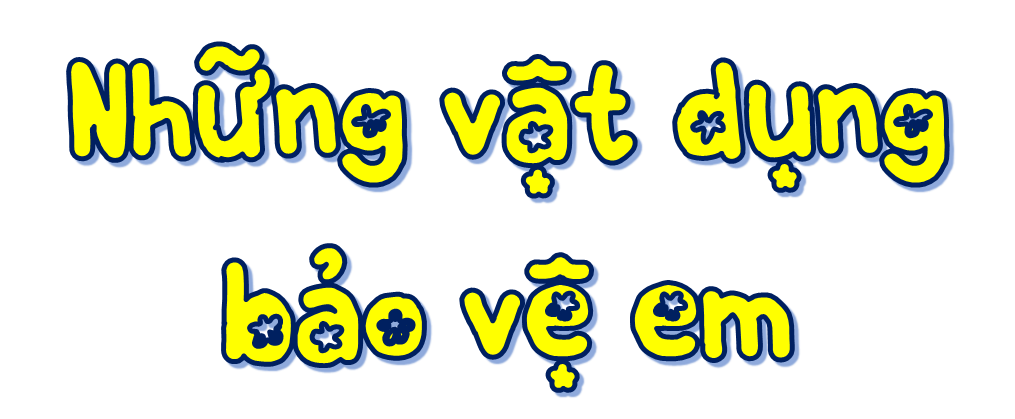 Những vật dụng
bảo vệ em